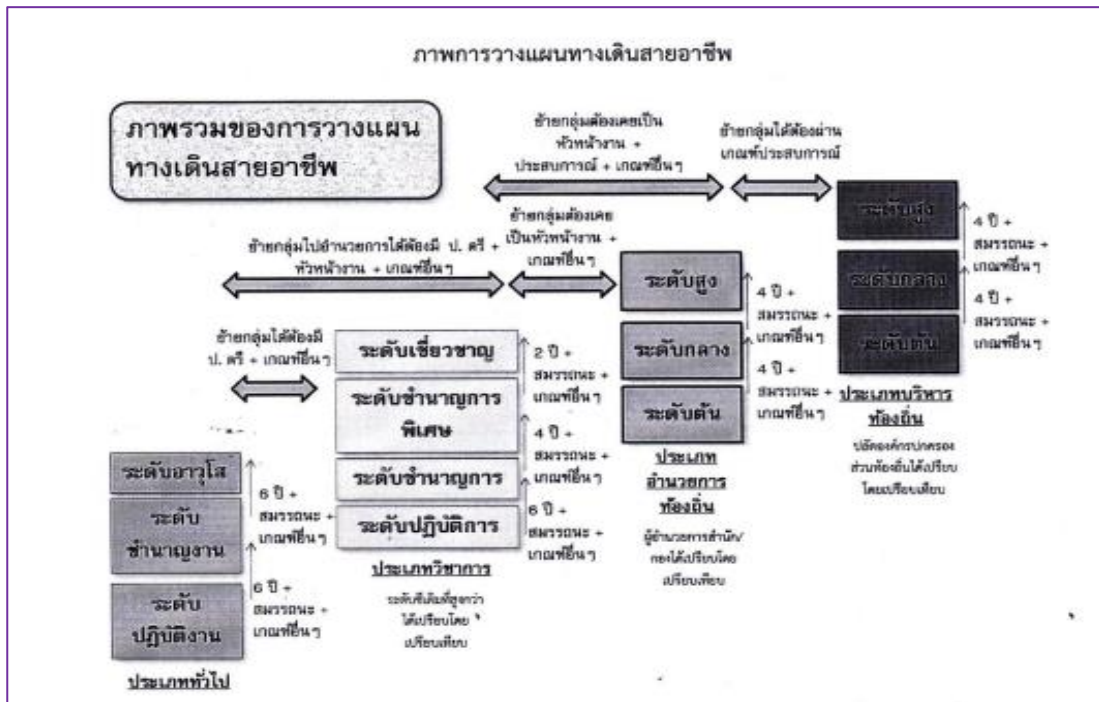 ภาพการวางแผนทางเดินสายอาชีพ
ภาพรวมของการวางแผน
ทางเดินสายอาชีพ
ย้ายกลุ่มต้องเคยเป็น
หัวหน้างาน +
ประสบการณ์ + เกณฑ์อื่นๆ
ย้ายกลุ่มได้ต้องผ่าน
เกณฑ์ประสบการณ์
ย้ายกลุ่มไปอำนวยการได้ต้องมี ป. ตรี +
หัวหน้างาน + เกณฑ์อื่นๆ
ย้ายกลุ่มต้องเคย
เป็นหัวหน้างาน +
เกณฑ์อื่นๆ
ย้ายกลุ่มได้ต้องมี
ป. ตรี + เกณฑ์อื่นๆ
ระดับอาวุโส
ระดับ
ชำนาญงาน
ระดับ
ปฏิบัติงาน
6 ปี +
สมรรถนะ +
เกณฑ์อื่นๆ
6 ปี +
สมรรถนะ +
เกณฑ์อื่นๆ
ประเภททั่วไป
ระดับเชี่ยวชาญ
ระดับชำนาญการ
พิเศษ
ระดับชำนาญการ
ระดับปฏิบัติการ
2 ปี +
สมรรถนะ +
เกณฑ์อื่นๆ
4 ปี +
สมรรถนะ +
เกณฑ์อื่นๆ
6 ปี +
สมรรถนะ +
เกณฑ์อื่นๆ
ประเภทวิชาการ
ระดับซีเดิมที่สูงกว่า
ได้เปรียบโดย
เปรียบเทียบ
ระดับสูง
ระดับกลาง
ระดับต้น
4 ปี +
สมรรถนะ +
เกณฑ์อื่นๆ
4 ปี +
สมรรถนะ +
เกณฑ์อื่นๆ
ประเภท
อำนวยการ
ท้องถิ่น
ผู้อำนวยการสำนัก/
กองได้เปรียบโดย
เปรียบเทียบ
ระดับสูง
ระดับกลาง
ระดับต้น
4 ปี +
สมรรถนะ +
เกณฑ์อื่นๆ
4 ปี +
สมรรถนะ +
เกณฑ์อื่นๆ
ประเภทบริหาร
ท้องถิ่น
ปลัดองค์กรปกครอง
ส่วนท้องถิ่นได้เปรียบ
โดยเปรียบเทียบ